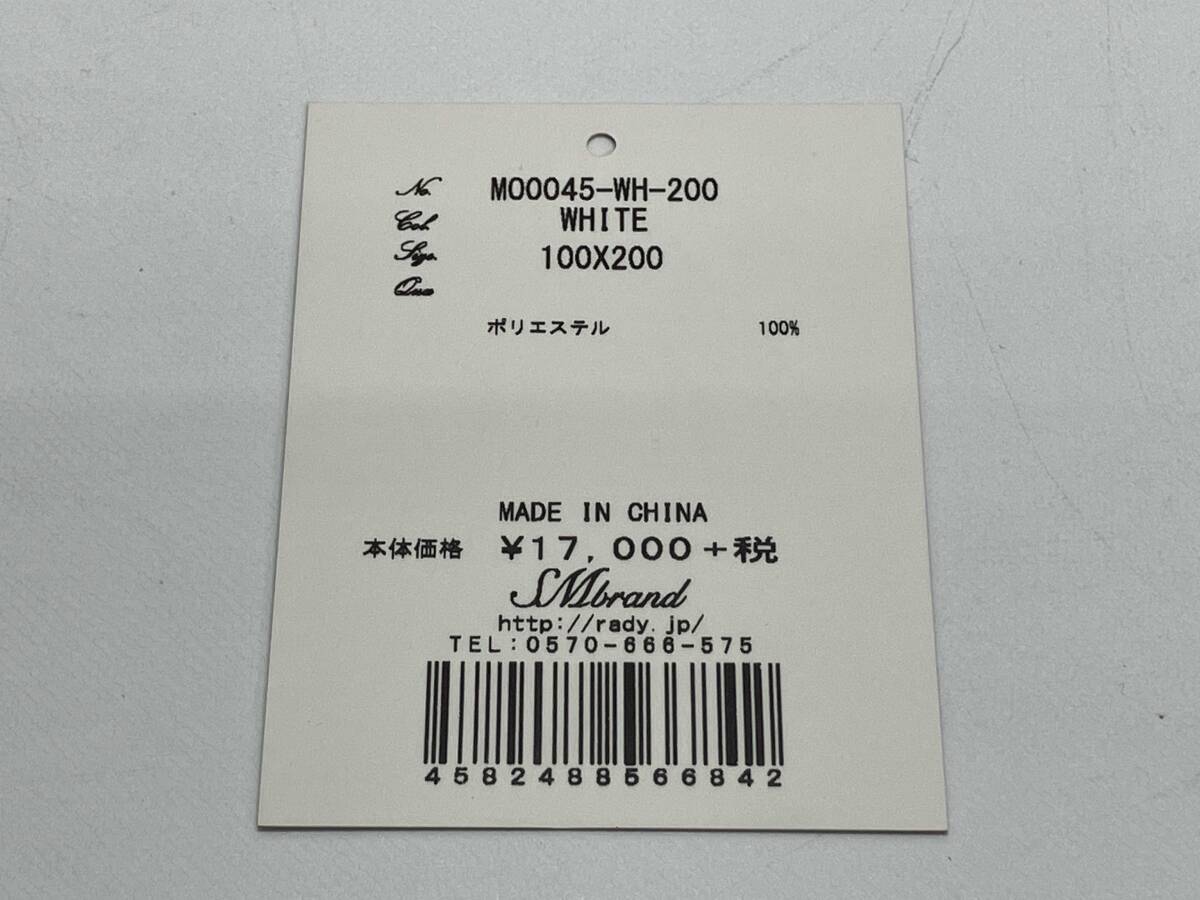 No. MOO045-WH-200
Col. WHITE
Size. 100X200
Qua
ポリエステル 100%
MADE IN CHINA
本体価格 ¥17,000+税
SMbrand
http://rady.jp/
TEL:0570-666-575
4582488566842